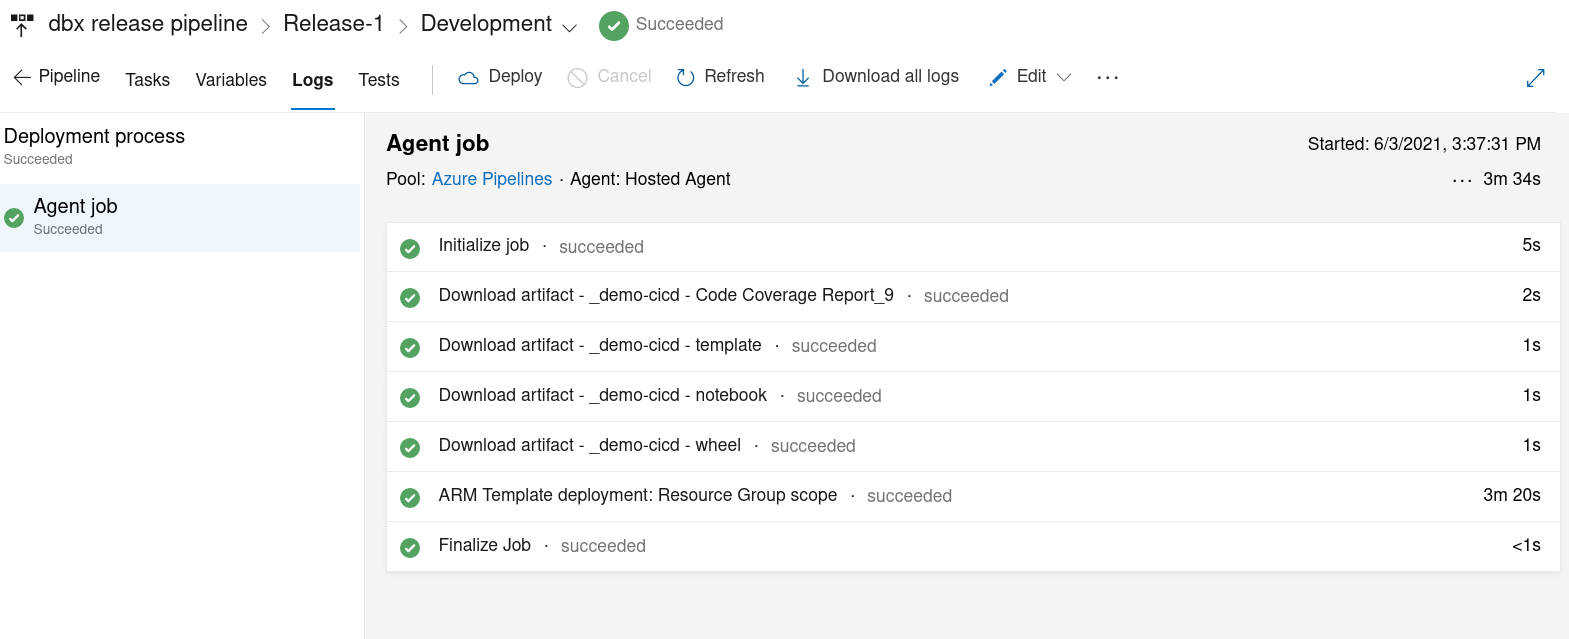 dbx release pipeline > Release-1 > Development Succeeded
Pipeline Tasks Variables Logs Tests Deploy Cancel Refresh Download all logs Edit ...
Deployment process
Succeeded
Agent job
Succeeded
Agent job Started: 6/3/2021, 3:37:31 PM
Pool: Azure Pipelines · Agent: Hosted Agent ... 3m 34s
Initialize job · succeeded 5s
Download artifact - _demo-cicd - Code Coverage Report_9 · succeeded 2s
Download artifact - _demo-cicd - template · succeeded 1s
Download artifact - _demo-cicd - notebook · succeeded 1s
Download artifact - _demo-cicd - wheel · succeeded 1s
ARM Template deployment: Resource Group scope · succeeded 3m 20s
Finalize Job · succeeded <1s